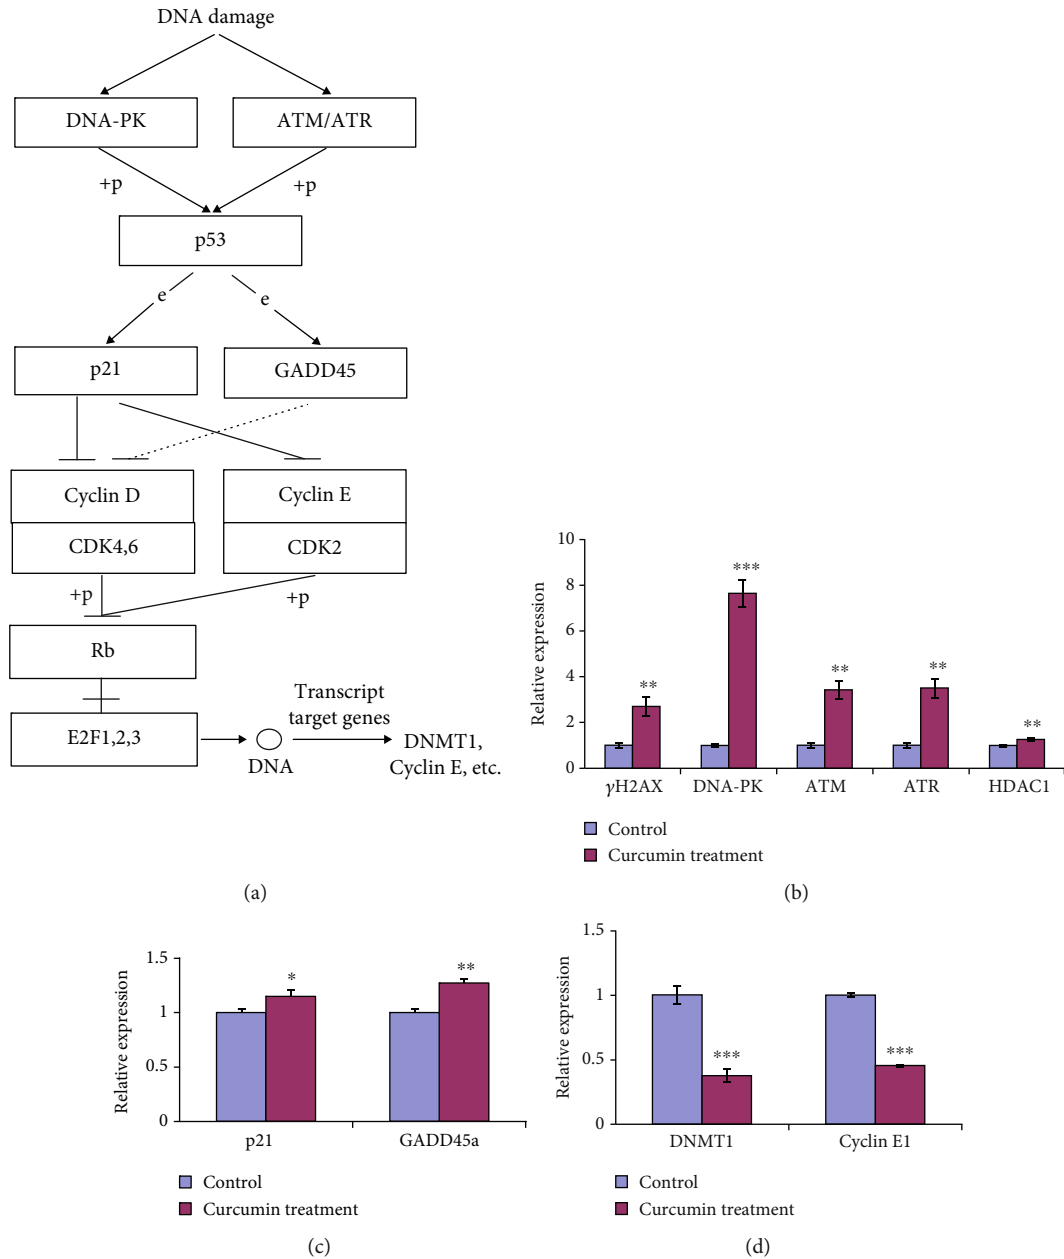 DNA damage
DNA-PK
ATM/ATR
+p
+p
p53
e
e
p21
GADD45
Cyclin D
Cyclin E
CDK4,6
CDK2
+p
+p
Rb
E2F1,2,3
DNA
Transcript
target genes
DNMT1,
Cyclin E, etc.
(a)
Relative expression
10
8
6
4
2
0
**
***
**
**
**
γH2AX
DNA-PK
ATM
ATR
HDAC1
Control
Curcumin treatment
(b)
Relative expression
1.5
1
0.5
0
*
**
p21
GADD45a
Control
Curcumin treatment
(c)
Relative expression
1.5
1
0.5
0
***
***
DNMT1
Cyclin E1
Control
Curcumin treatment
(d)